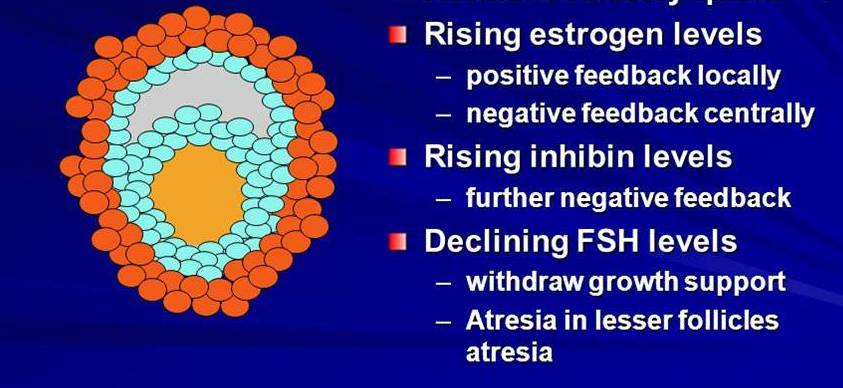 Rising estrogen levels
– positive feedback locally
– negative feedback centrally
Rising inhibin levels
– further negative feedback
Declining FSH levels
– withdraw growth support
– Atresia in lesser follicles
atresia